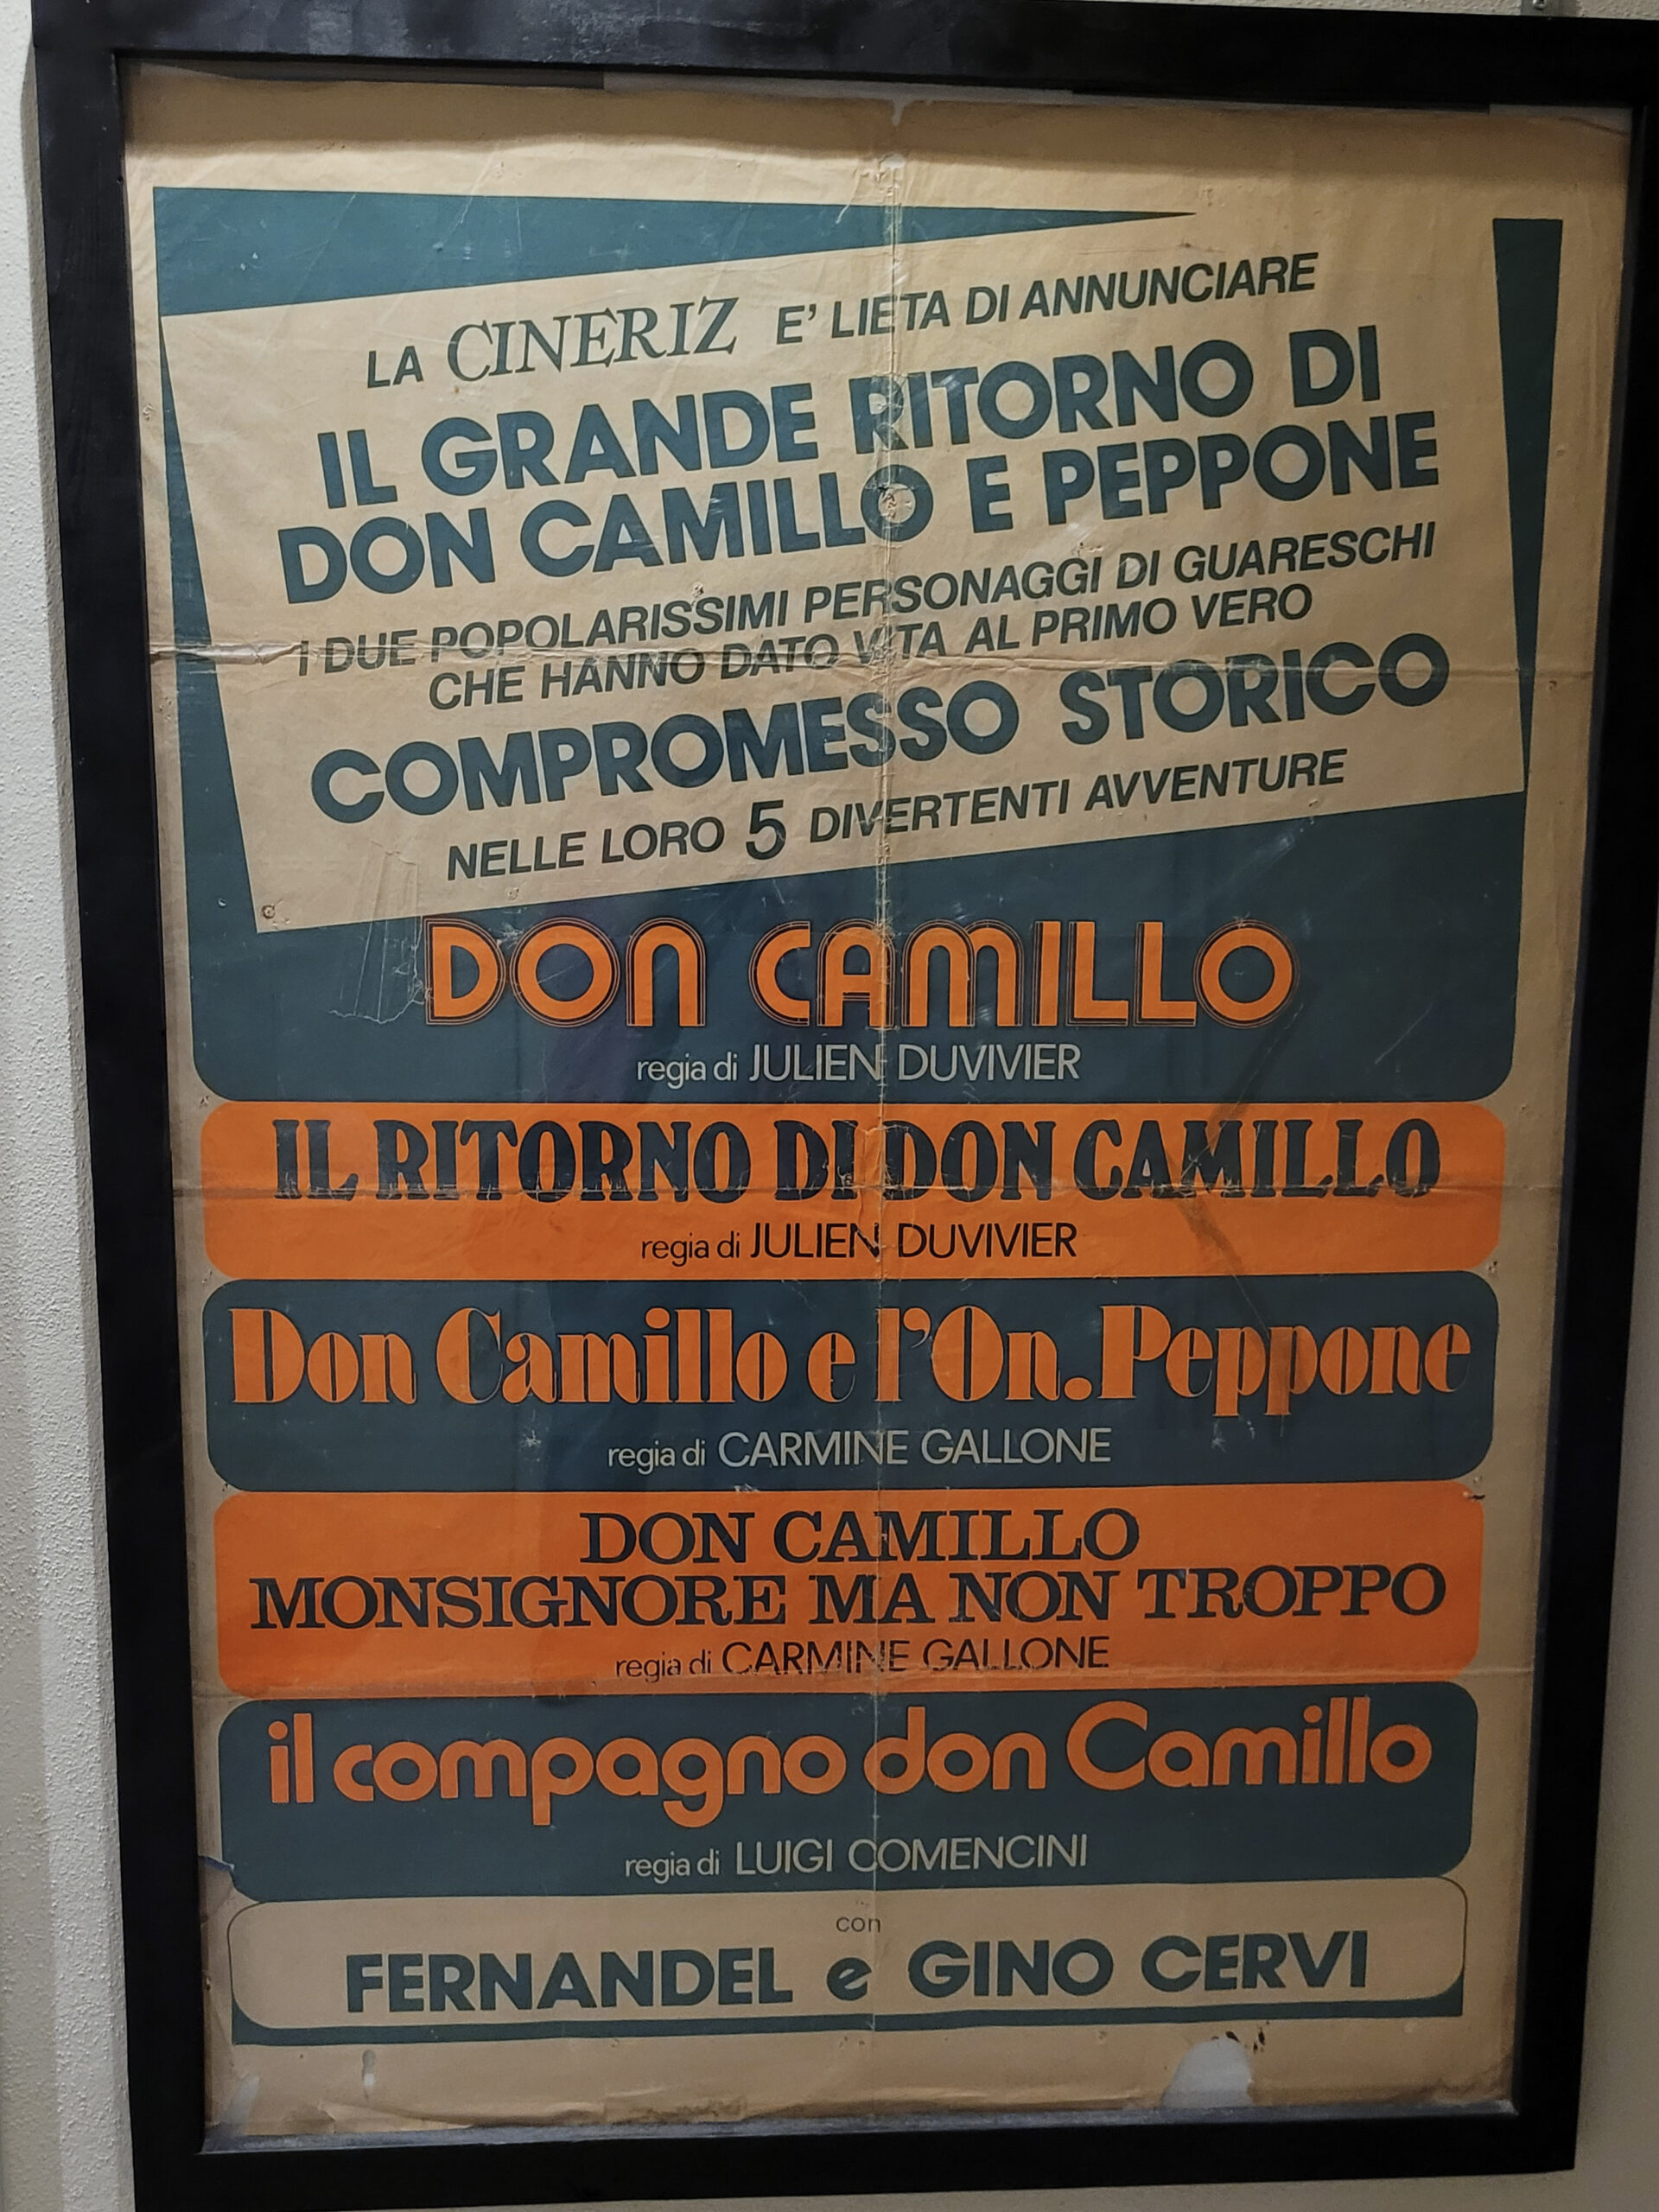 LA CINERIZ E' LIETA DI ANNUNCIARE
IL GRANDE RITORNO DI
DON CAMILLO E PEPPONE
I DUE POPOLARISSIMI PERSONAGGI DI GUARESCHI
CHE HANNO DATO VITA AL PRIMO VERO
COMPROMESSO STORICO
NELLE LORO 5 DIVERTENTI AVVENTURE
DON CAMILLO
regia di JULIEN DUVIVIER
IL RITORNO DI DON CAMILLO
regia di JULIEN DUVIVIER
Don Camillo e l'On. Peppone
regia di CARMINE GALLONE
DON CAMILLO
MONSIGNORE MA NON TROPPO
regia di CARMINE GALLONE
il compagno don Camillo
regia di LUIGI COMENCINI
con
FERNANDEL e GINO CERVI